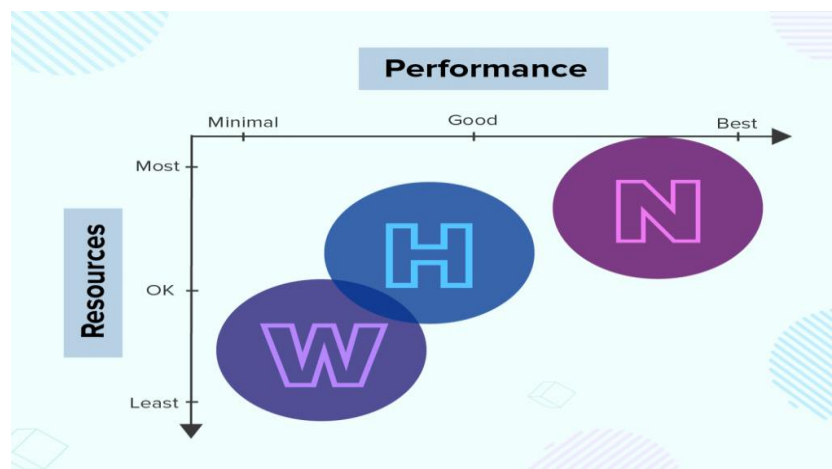 Performance
Minimal Good Best
Most
Resources
OK
Least
H
N
W